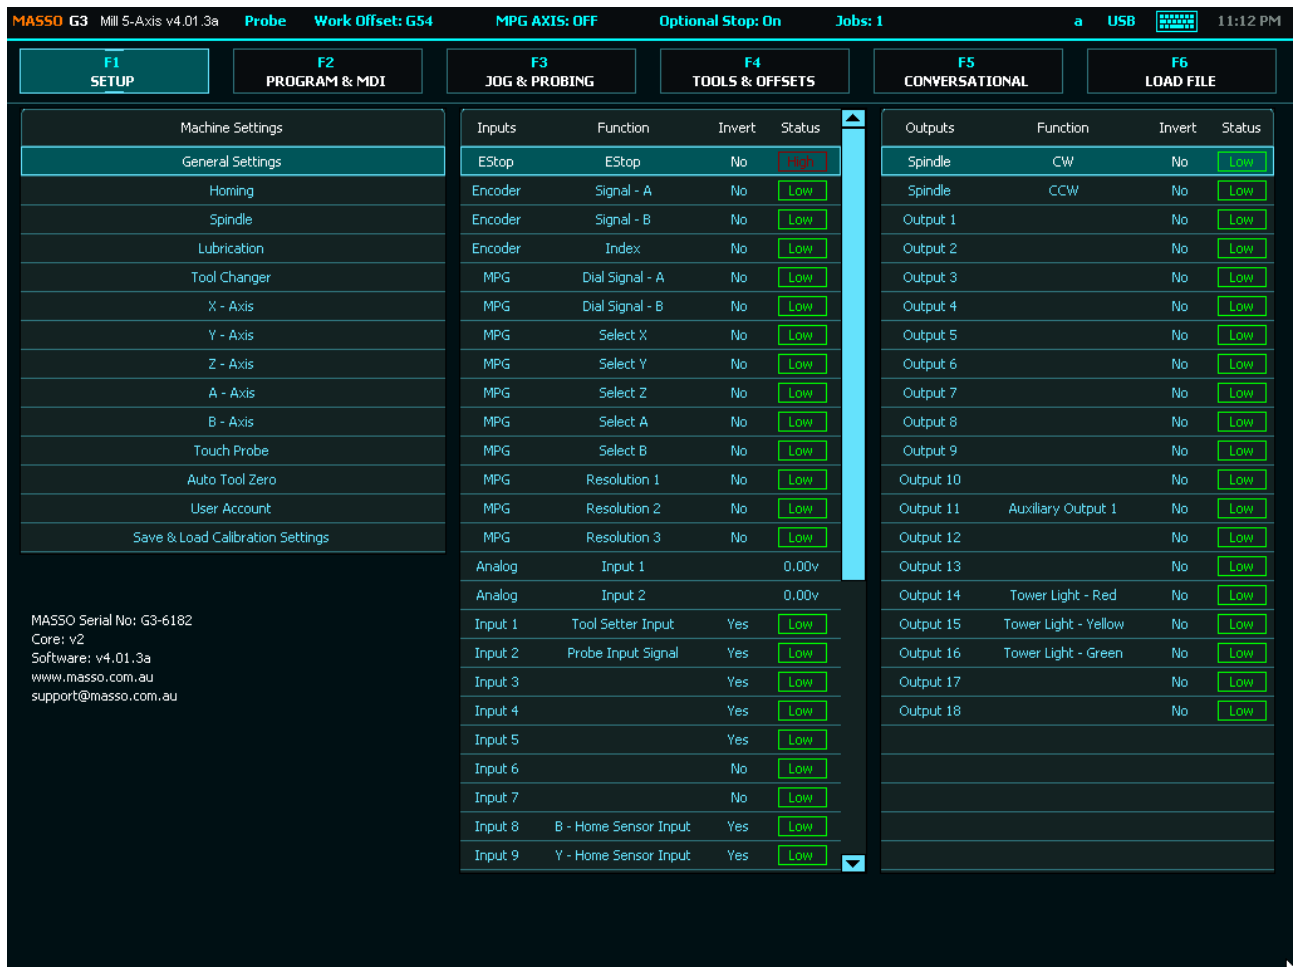 MASSO G3 Mill 5-Axis v4.01.3a Probe Work Offset: G54 MPG AXIS: OFF Optional Stop: On Jobs: 1 a USB 11:12 PM
F1 F2 F3 F4 F5 F6
SETUP PROGRAM & MDI JOG & PROBING TOOLS & OFFSETS CONVERSATIONAL LOAD FILE
Machine Settings
General Settings
Homing
Spindle
Lubrication
Tool Changer
X - Axis
Y - Axis
Z - Axis
A - Axis
B - Axis
Touch Probe
Auto Tool Zero
User Account
Save & Load Calibration Settings
MASSO Serial No: G3-6182
Core: v2
Software: v4.01.3a
www.masso.com.au
support@masso.com.au
Inputs Function Invert Status
EStop EStop No High
Encoder Signal - A No Low
Encoder Signal - B No Low
Encoder Index No Low
MPG Dial Signal - A No Low
MPG Dial Signal - B No Low
MPG Select X No Low
MPG Select Y No Low
MPG Select Z No Low
MPG Select A No Low
MPG Select B No Low
MPG Resolution 1 No Low
MPG Resolution 2 No Low
MPG Resolution 3 No Low
Analog Input 1 0.00v
Analog Input 2 0.00v
Input 1 Tool Setter Input Yes Low
Input 2 Probe Input Signal Yes Low
Input 3 Yes Low
Input 4 Yes Low
Input 5 Yes Low
Input 6 No Low
Input 7 No Low
Input 8 B - Home Sensor Input Yes Low
Input 9 Y - Home Sensor Input Yes Low
Outputs Function Invert Status
Spindle CW No Low
Spindle CCW No Low
Output 1 No Low
Output 2 No Low
Output 3 No Low
Output 4 No Low
Output 5 No Low
Output 6 No Low
Output 7 No Low
Output 8 No Low
Output 9 No Low
Output 10 No Low
Output 11 Auxiliary Output 1 No Low
Output 12 No Low
Output 13 No Low
Output 14 Tower Light - Red No Low
Output 15 Tower Light - Yellow No Low
Output 16 Tower Light - Green No Low
Output 17 No Low
Output 18 No Low